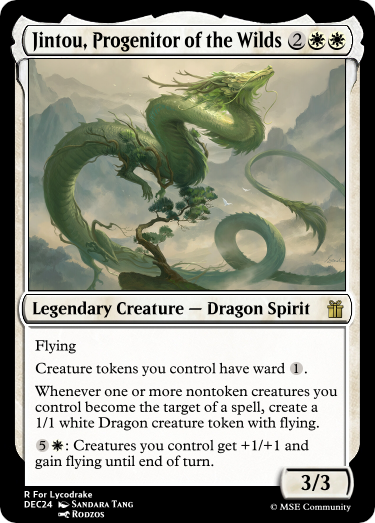 Jintou, Progenitor of the Wilds 2
Legendary Creature — Dragon Spirit
Flying
Creature tokens you control have ward 1.
Whenever one or more nontoken creatures you
control become the target of a spell, create a
1/1 white Dragon creature token with flying.
5 : Creatures you control get +1/+1 and
gain flying until end of turn.
3/3
R For Lycodrake
DEC24 Sandara Tang
Rodzos
© MSE Community